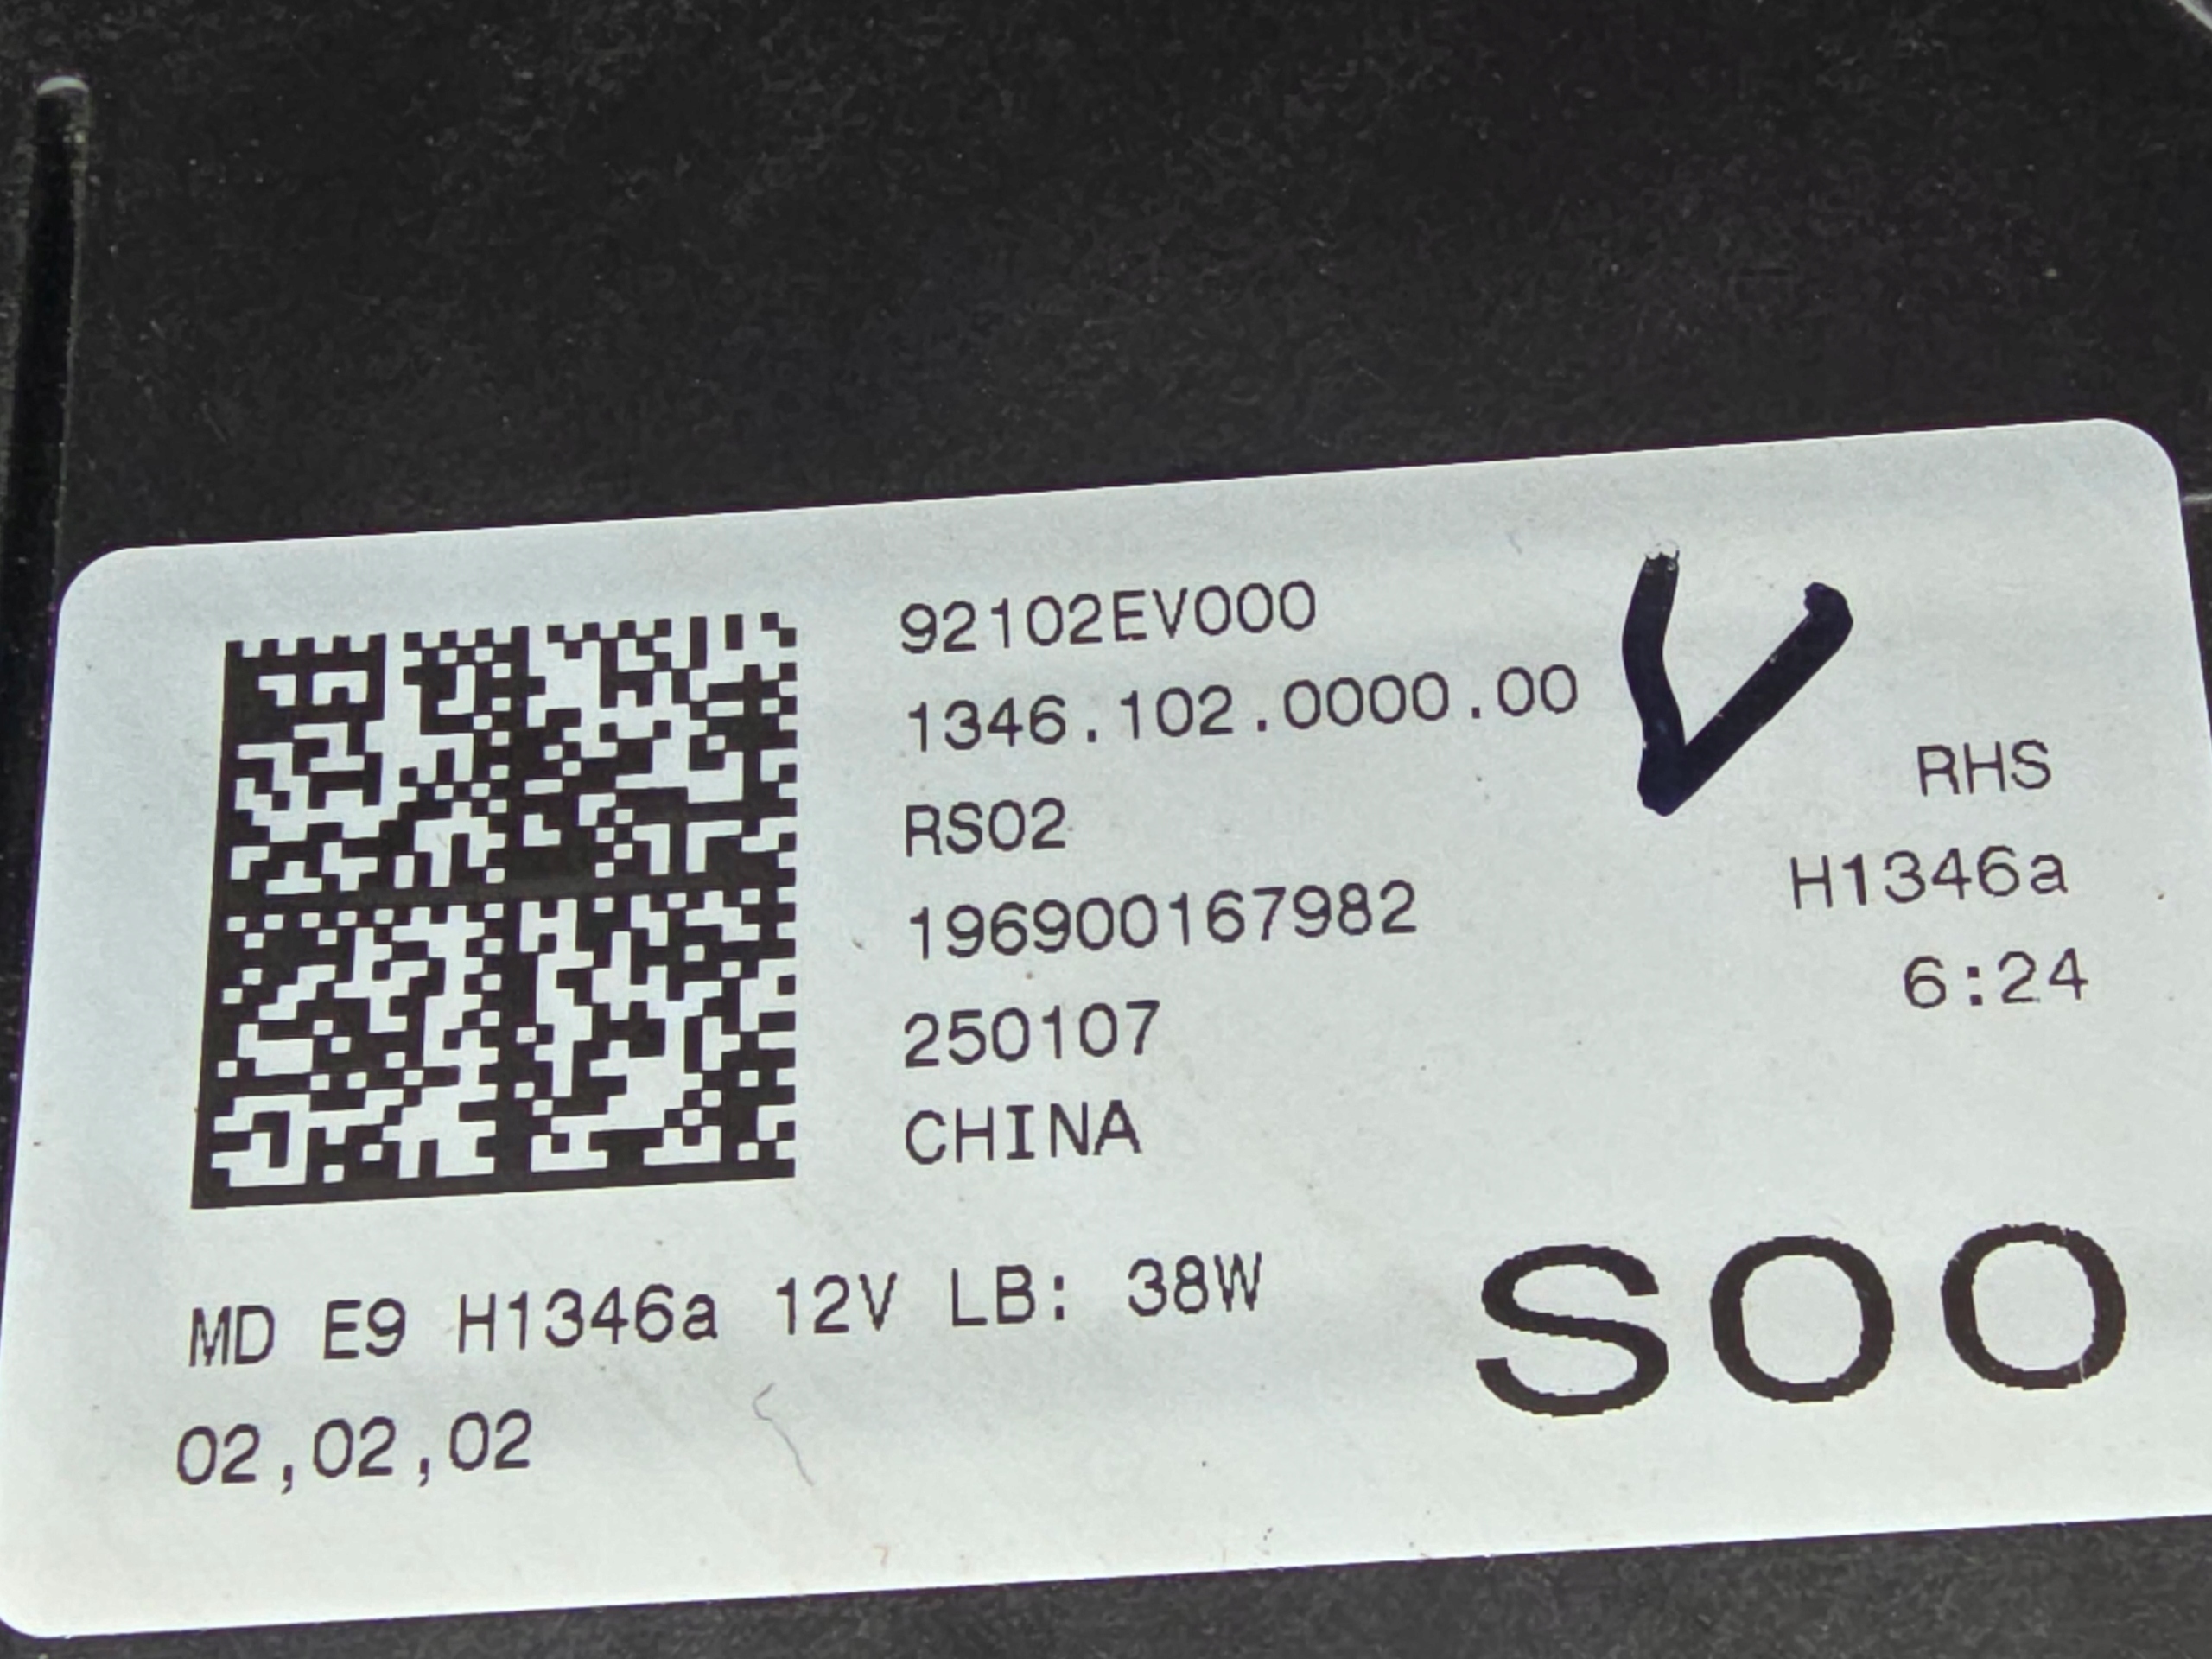 92102EV000
1346.102.0000.00
RS02
196900167982
250107
CHINA
RHS
H1346a
6:24
MD E9 H1346a 12V LB: 38W
02,02,02
S00